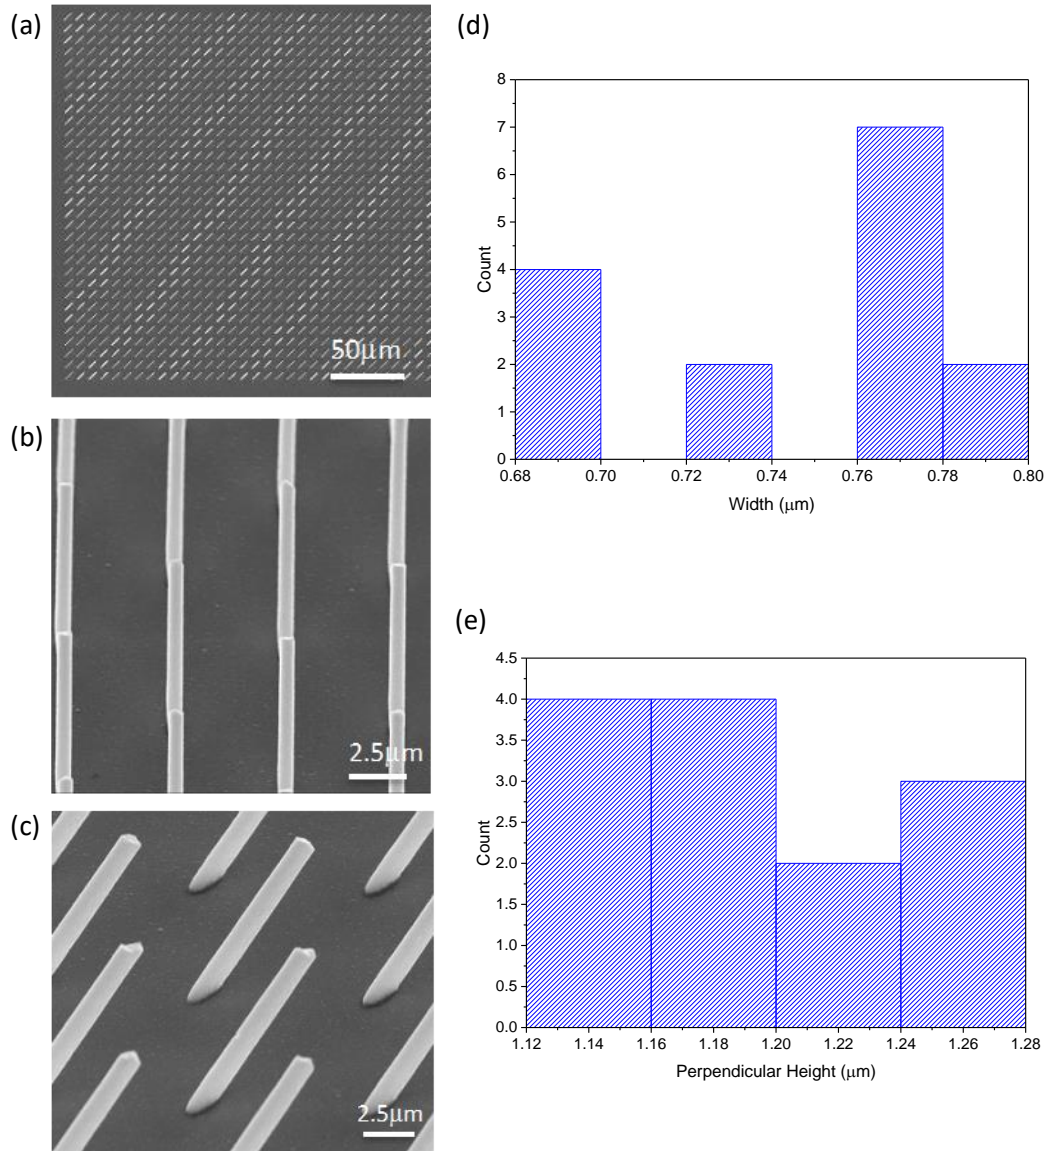 (a)
50μm
(b)
2.5μm
(c)
2.5μm
(d)
8
7
6
5
4
3
2
1
0
Count
0.68 0.70 0.72 0.74 0.76 0.78 0.80
Width (μm)
(e)
4.5
4.0
3.5
3.0
2.5
2.0
1.5
1.0
0.5
0.0
Count
1.12 1.14 1.16 1.18 1.20 1.22 1.24 1.26 1.28
Perpendicular Height (μm)